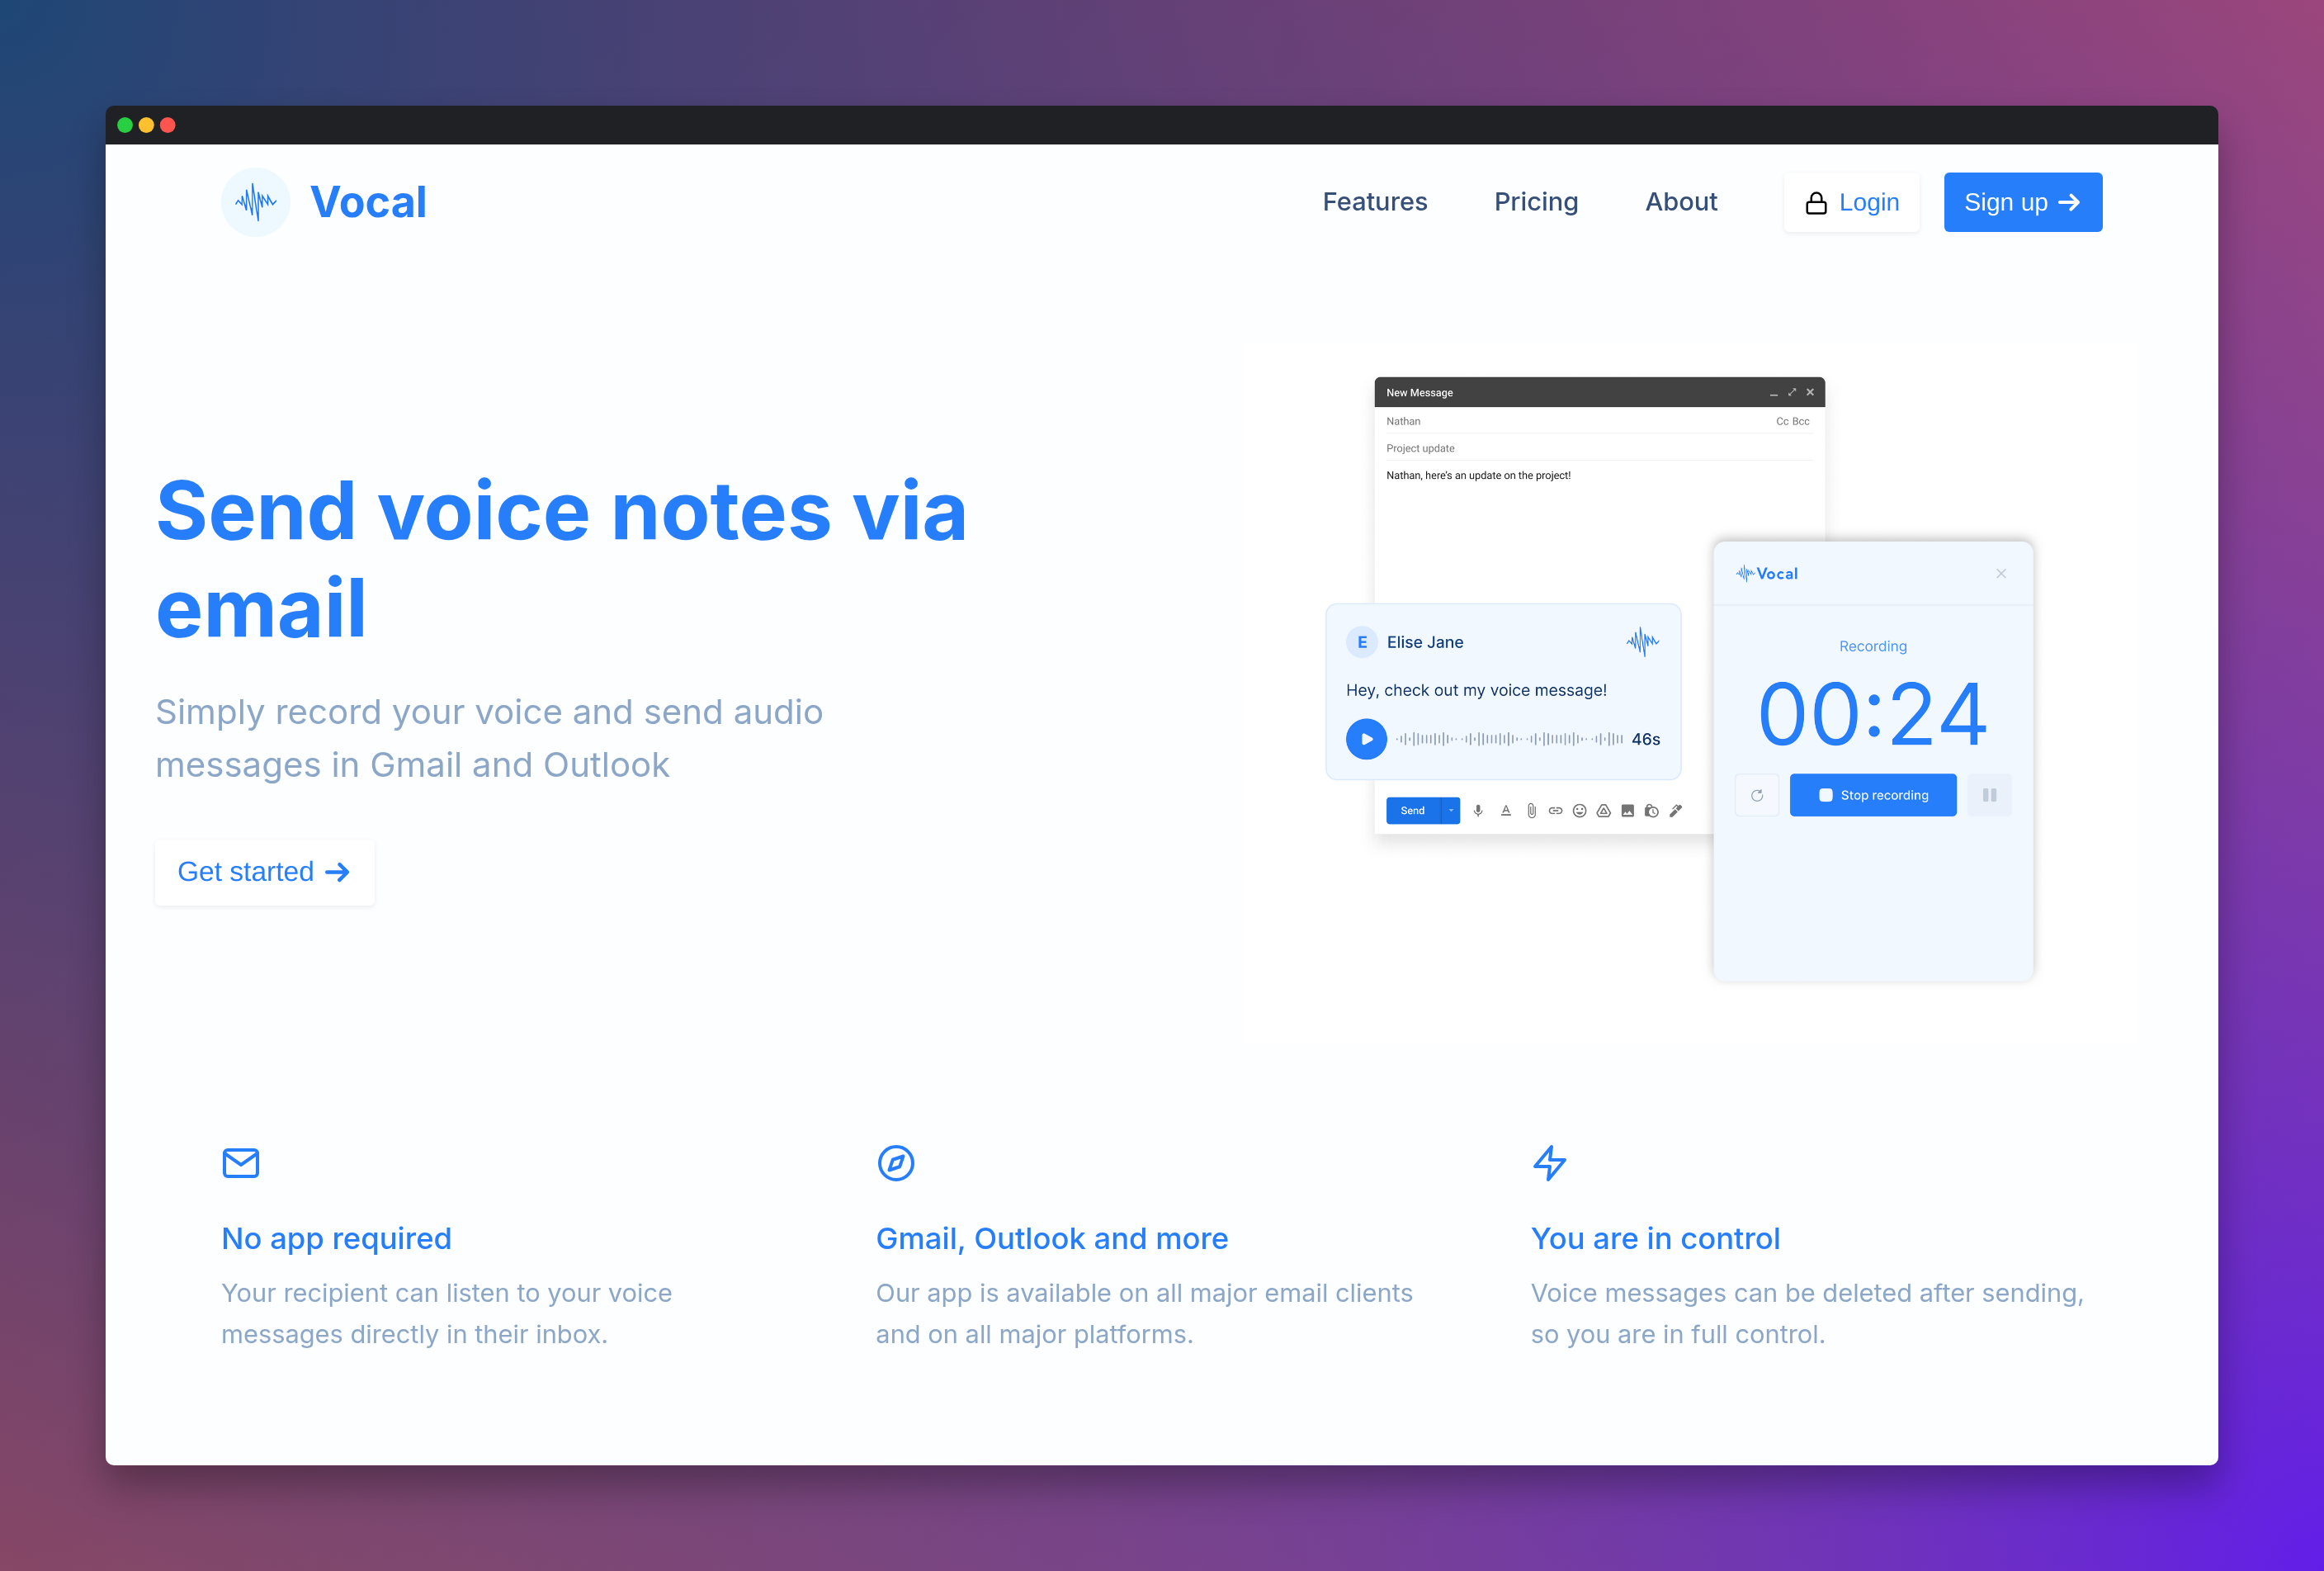 Vocal
Features
Pricing
About
Login
Sign up
Send voice notes via
email
Simply record your voice and send audio
messages in Gmail and Outlook
Get started
New Message
Nathan
Cc Bcc
Project update
Nathan, here's an update on the project!
E
Elise Jane
Hey, check out my voice message!
46s
Send
Vocal
Recording
00:24
Stop recording
No app required
Your recipient can listen to your voice
messages directly in their inbox.
Gmail, Outlook and more
Our app is available on all major email clients
and on all major platforms.
You are in control
Voice messages can be deleted after sending,
so you are in full control.